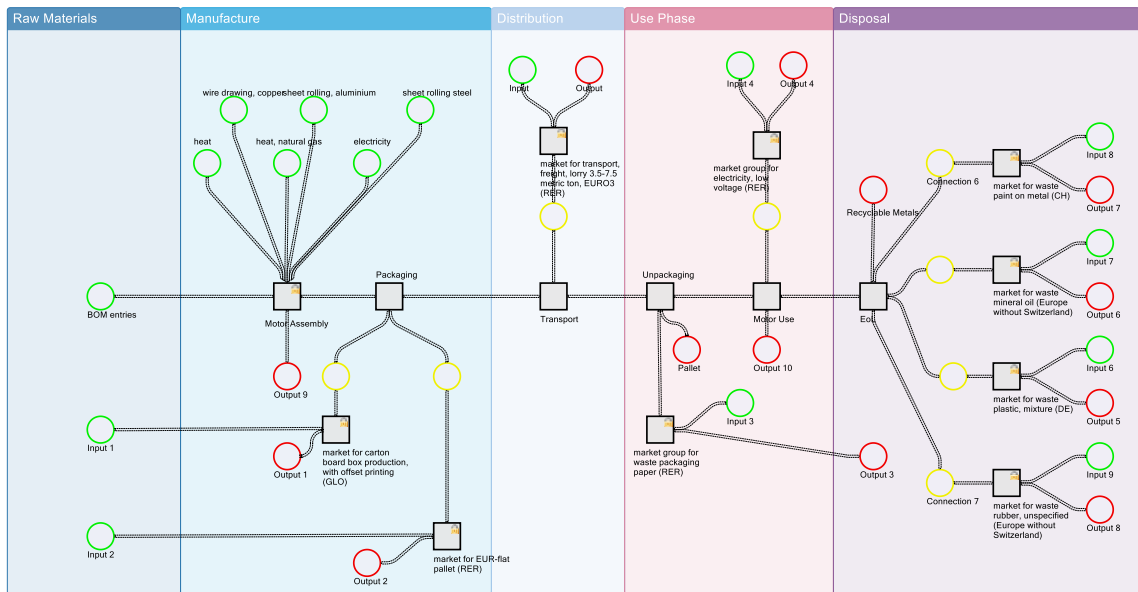 Raw Materials
Manufacture
Distribution
Use Phase
Disposal
wire drawing, copper
sheet rolling, aluminium
sheet rolling steel
heat
heat, natural gas
electricity
BOM entries
Motor Assembly
Packaging
Output 9
Input 1
Output 1
market for carton
board box production,
with offset printing
(GLO)
Input 2
Output 2
market for EUR-flat
pallet (RER)
Input
Output
market for transport,
freight, lorry 3.5-7.5
metric ton, EURO3
(RER)
Transport
Input 4
Output 4
market group for
electricity, low
voltage (RER)
Unpackaging
Motor Use
Pallet
Output 10
Input 3
market group for
waste packaging
paper (RER)
Output 3
Recyclable Metals
EoL
Connection 6
market for waste
paint on metal (CH)
Input 8
Output 7
market for waste
mineral oil (Europe
without Switzerland)
Input 7
Output 6
market for waste
plastic, mixture (DE)
Input 6
Output 5
Connection 7
market for waste
rubber, unspecified
(Europe without
Switzerland)
Input 9
Output 8